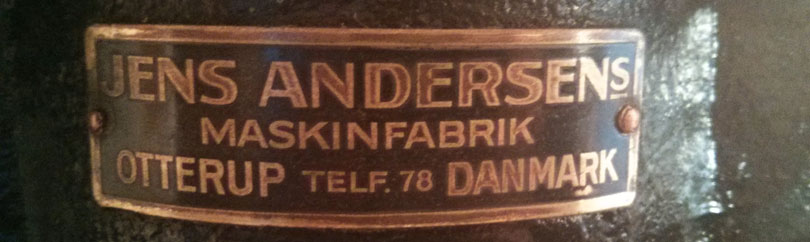 JENS ANDERSENS
MASKINFABRIK
OTTERUP TELF. 78 DANMARK